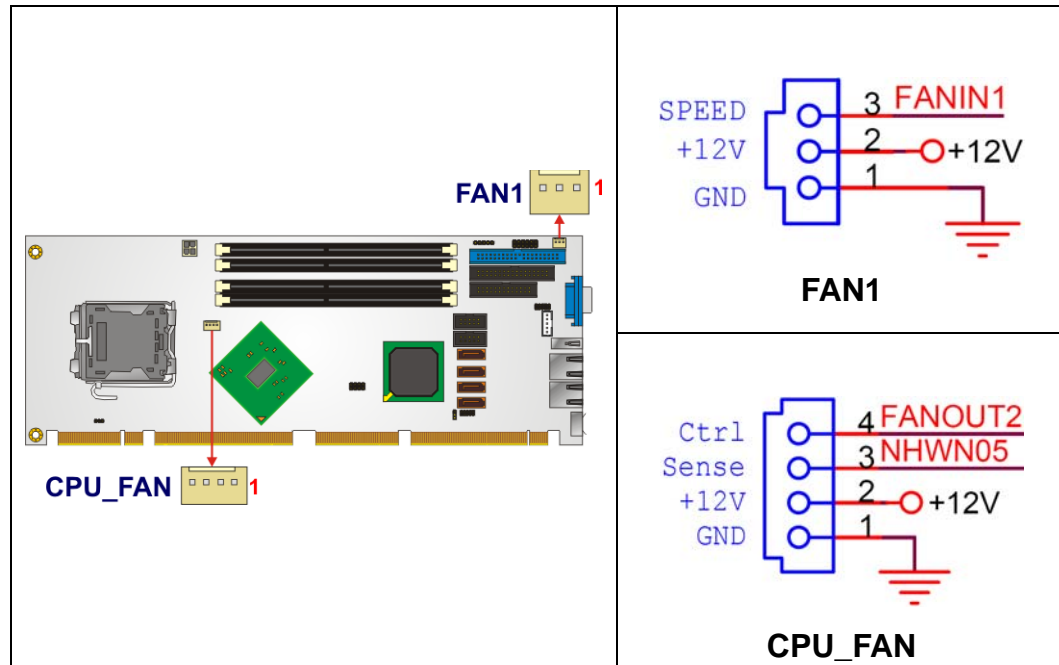 FAN1 1
CPU_FAN 1
SPEED 3 FANIN1
+12V 2 +12V
GND 1
FAN1
Ctrl 4 FANOUT2
Sense 3 NHWN05
+12V 2 +12V
GND 1
CPU_FAN